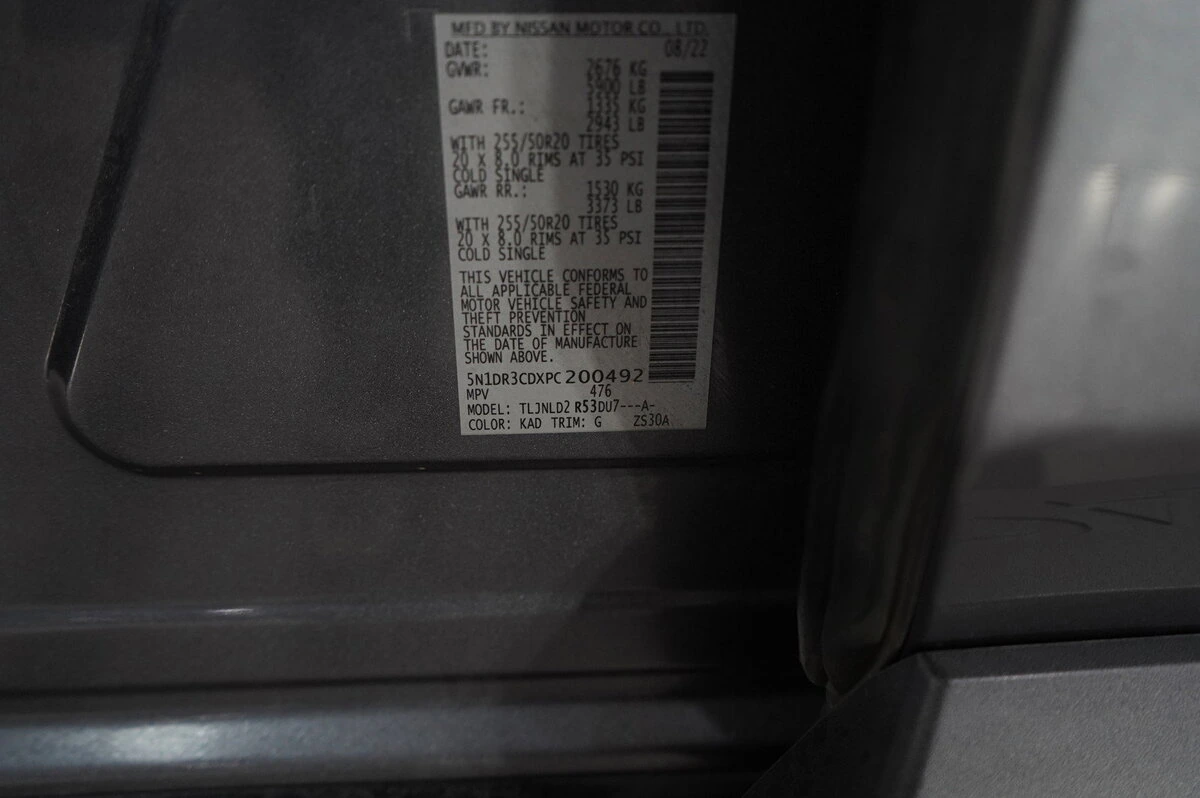 MFD BY NISSAN MOTOR CO., LTD.
DATE: 08/22
GVWR: 2676 KG
5900 LB
GAWR FR.: 1335 KG
2943 LB
WITH 255/50R20 TIRES
20 X 8.0 RIMS AT 35 PSI
COLD SINGLE
GAWR RR.: 1530 KG
3373 LB
WITH 255/50R20 TIRES
20 X 8.0 RIMS AT 35 PSI
COLD SINGLE
THIS VEHICLE CONFORMS TO
ALL APPLICABLE FEDERAL
MOTOR VEHICLE SAFETY AND
THEFT PREVENTION
STANDARDS IN EFFECT ON
THE DATE OF MANUFACTURE
SHOWN ABOVE.
5N1DR3CDXPC200492
MPV 476
MODEL: TLJNLD2 R53DU7---A-
COLOR: KAD TRIM: G ZS30A